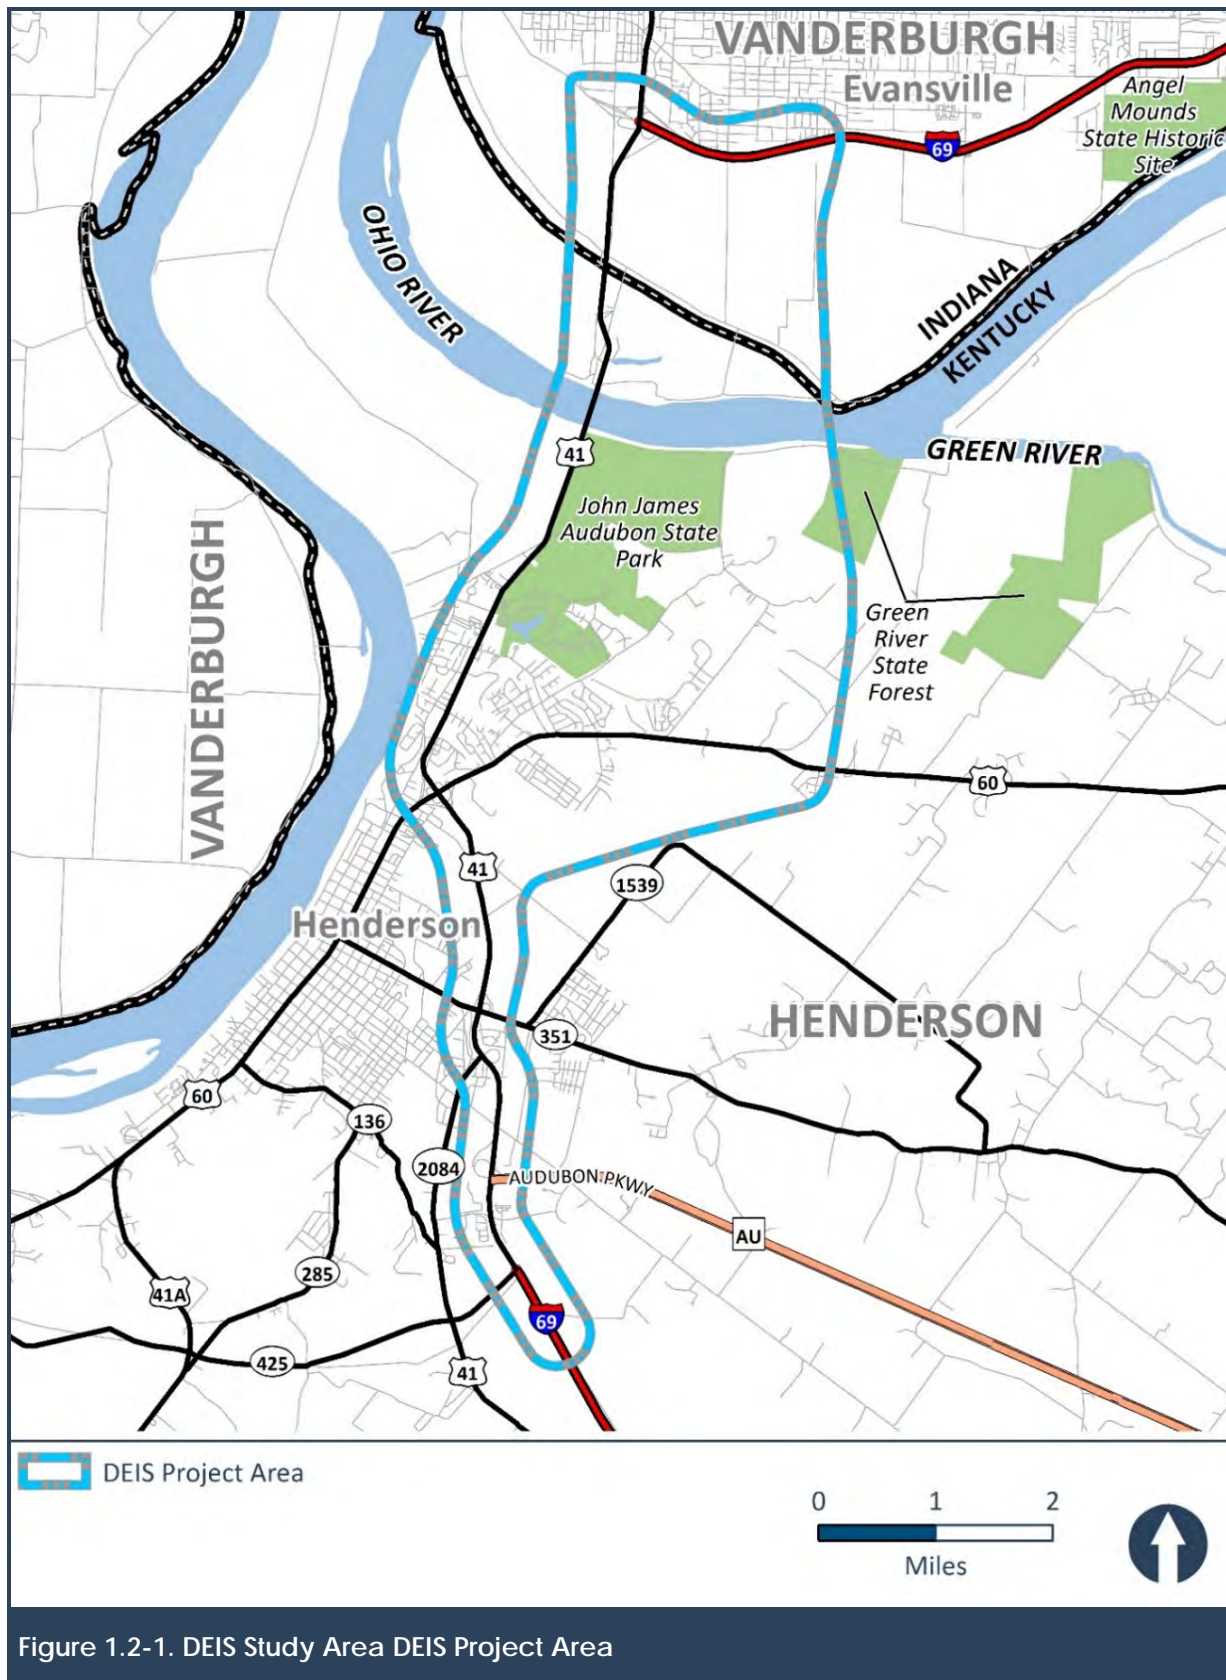 VANDERBURGH
Evansville
Angel
Mounds
State Historic
Site
69
OHIO RIVER
INDIANA
KENTUCKY
41
GREEN RIVER
John James
Audubon State
Park
VANDERBURGH
Green
River
State
Forest
60
41
1539
Henderson
HENDERSON
351
60
136
2084
AUDUBON PKWY
AU
285
41A
69
425
41
DEIS Project Area
0 1 2
Miles
Figure 1.2-1. DEIS Study Area DEIS Project Area